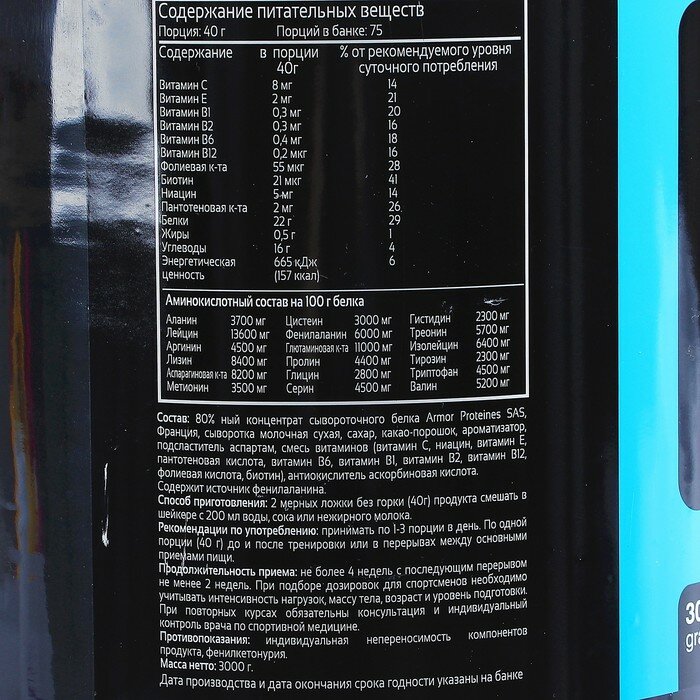 Содержание питательных веществ
Порция: 40 г Порций в банке: 75
Содержание в порции % от рекомендуемого уровня
40г суточного потребления
Витамин С 8 мг 14
Витамин Е 2 мг 21
Витамин В1 0,3 мг 20
Витамин В2 0,3 мг 16
Витамин В6 0,4 мг 18
Витамин В12 0,2 мкг 16
Фолиевая к-та 55 мкг 28
Биотин 21 мкг 41
Ниацин 5 мг 14
Пантотеновая к-та 2 мг 26
Белки 22 г 29
Жиры 0,5 г 1
Углеводы 16 г 4
Энергетическая 665 кДж 6
ценность (157 ккал)
Аминокислотный состав на 100 г белка
Аланин 3700 мг Цистеин 3000 мг Гистидин 2300 мг
Лейцин 13600 мг Фенилаланин 6000 мг Треонин 5700 мг
Аргинин 4500 мг Глютаминовая к-та 11000 мг Изолейцин 6400 мг
Лизин 8400 мг Пролин 4400 мг Тирозин 2300 мг
Аспарагиновая к-та 8200 мг Глицин 2800 мг Триптофан 4500 мг
Метионин 3500 мг Серин 4500 мг Валин 5200 мг
Состав: 80% ный концентрат сывороточного белка Armor Proteines SAS,
Франция, сыворотка молочная сухая, сахар, какао-порошок, ароматизатор,
подсластитель аспартам, смесь витаминов (витамин С, ниацин, витамин Е,
пантотеновая кислота, витамин В6, витамин В1, витамин В2, витамин В12,
фолиевая кислота, биотин), антиокислитель аскорбиновая кислота.
Содержит источник фенилаланина.
Способ приготовления: 2 мерных ложки без горки (40г) продукта смешать в
шейкере с 200 мл воды, сока или нежирного молока.
Рекомендации по употреблению: принимать по 1-3 порции в день. По одной
порции (40 г) до и после тренировки или в перерывах между основными
приемами пищи.
Продолжительность приема: не более 4 недель с последующим перерывом
не менее 2 недель. При подборе дозировок для спортсменов необходимо
учитывать интенсивность нагрузок, массу тела, возраст и уровень подготовки.
При повторных курсах обязательны консультация и индивидуальный
контроль врача по спортивной медицине.
Противопоказания: индивидуальная непереносимость компонентов
продукта, фенилкетонурия.
Масса нетто: 3000 г.
Дата производства и дата окончания срока годности указаны на банке
30
gra